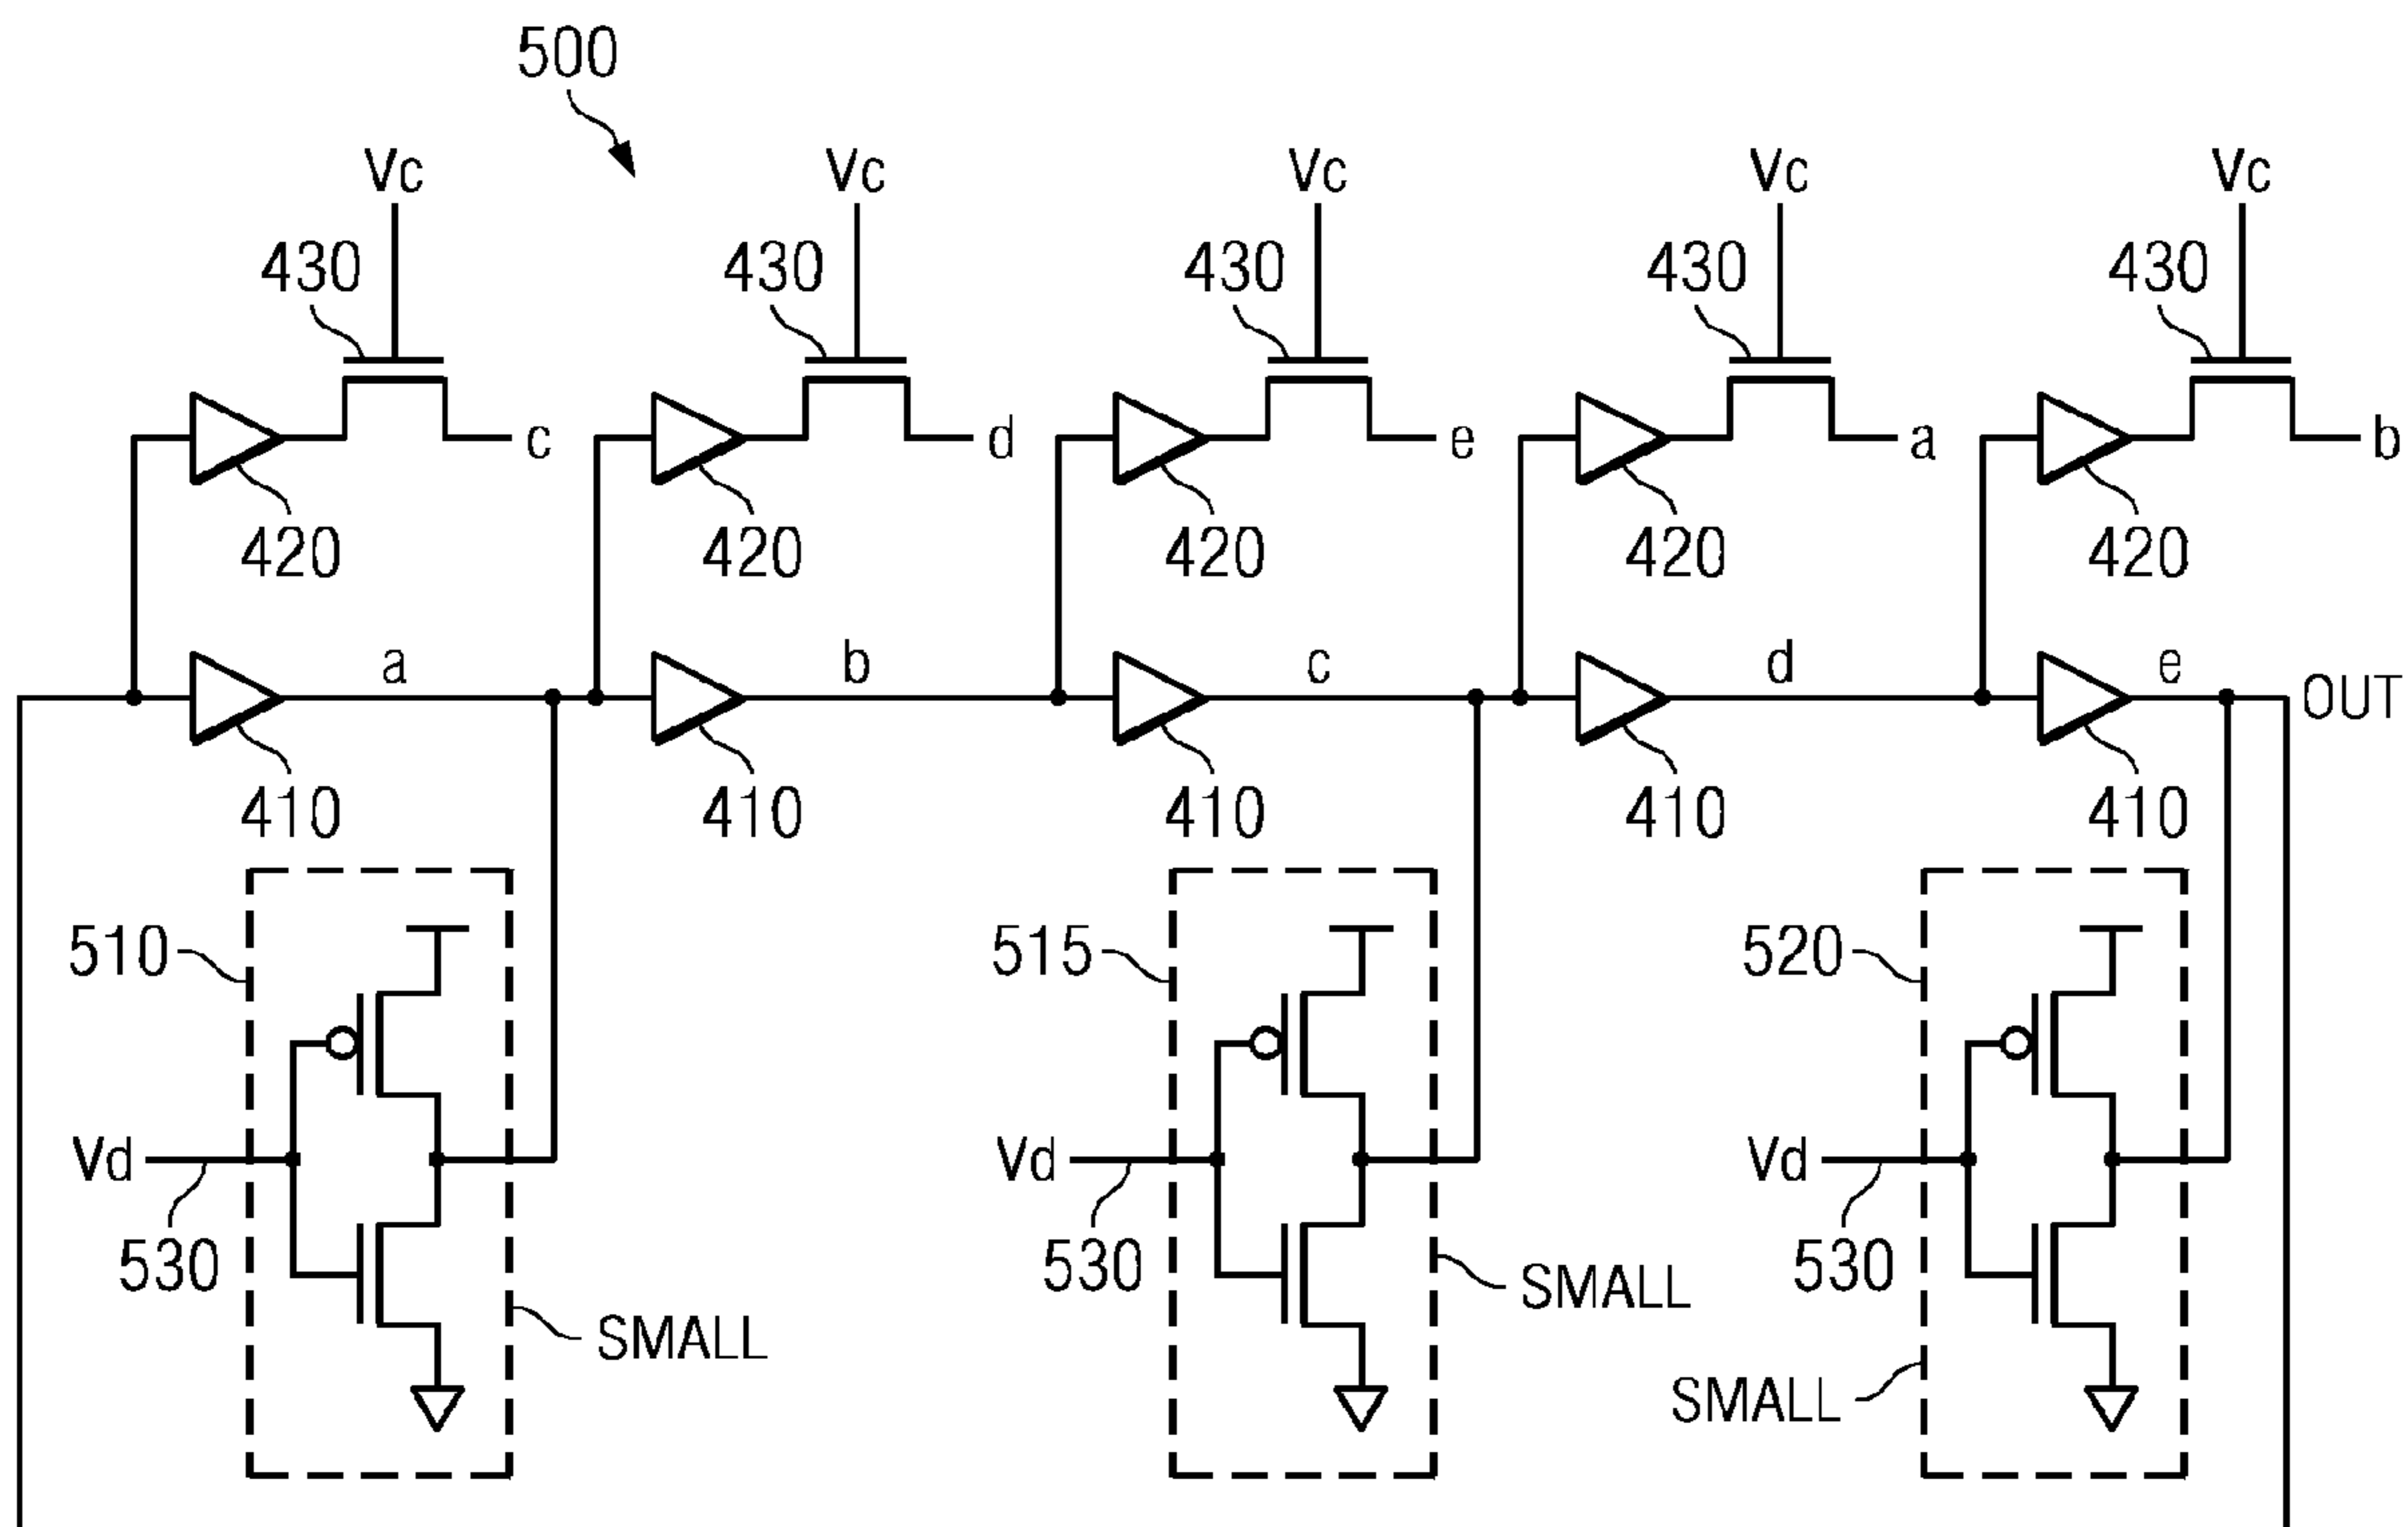 500
Vc Vc Vc Vc Vc
430 430 430 430 430
c d e a b
420 420 420 420 420
a b c d e OUT
410 410 410 410 410
510 515 520
Vd Vd Vd
530 530 530
SMALL
SMALL
SMALL